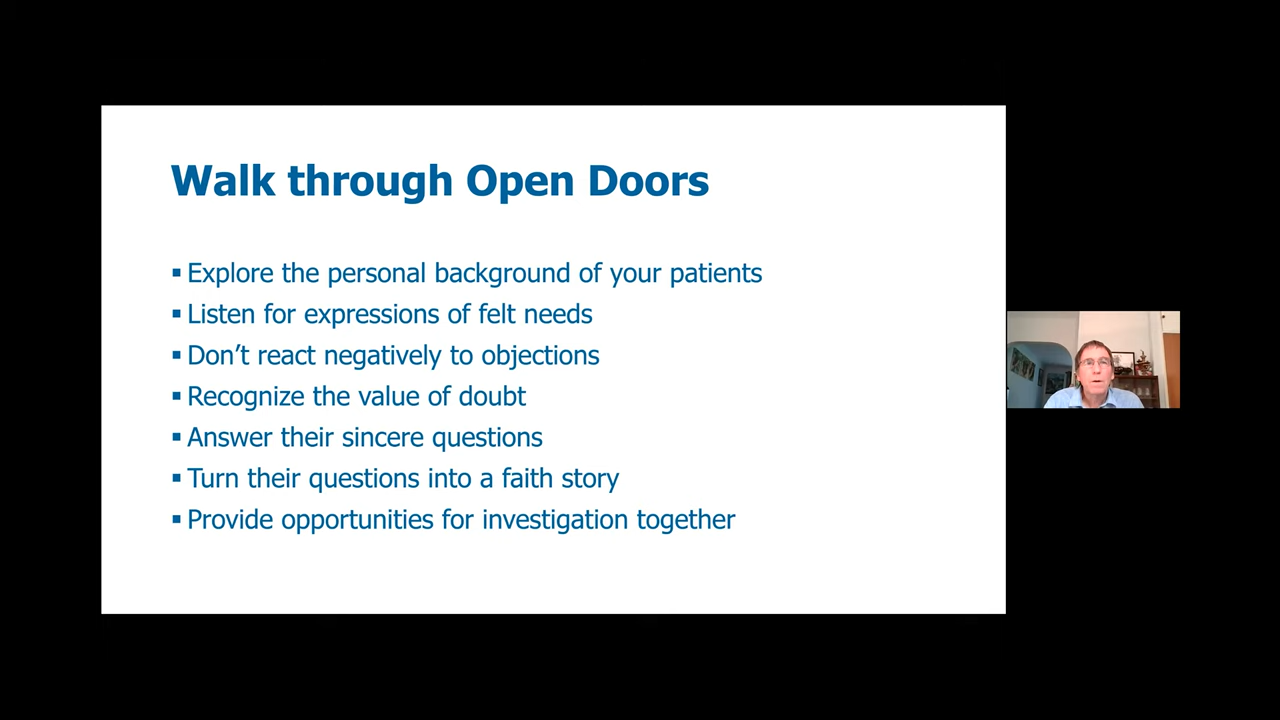 Walk through Open Doors
▪ Explore the personal background of your patients
▪ Listen for expressions of felt needs
▪ Don’t react negatively to objections
▪ Recognize the value of doubt
▪ Answer their sincere questions
▪ Turn their questions into a faith story
▪ Provide opportunities for investigation together